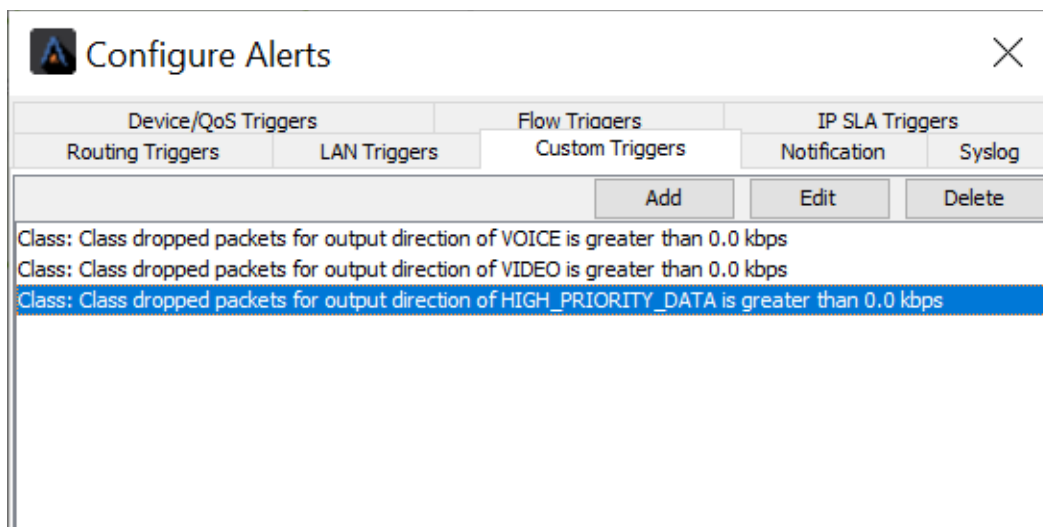 Configure Alerts
Device/QoS Triggers Flow Triggers IP SLA Triggers
Routing Triggers LAN Triggers Custom Triggers Notification Syslog
Add Edit Delete
Class: Class dropped packets for output direction of VOICE is greater than 0.0 kbps
Class: Class dropped packets for output direction of VIDEO is greater than 0.0 kbps
Class: Class dropped packets for output direction of HIGH_PRIORITY_DATA is greater than 0.0 kbps